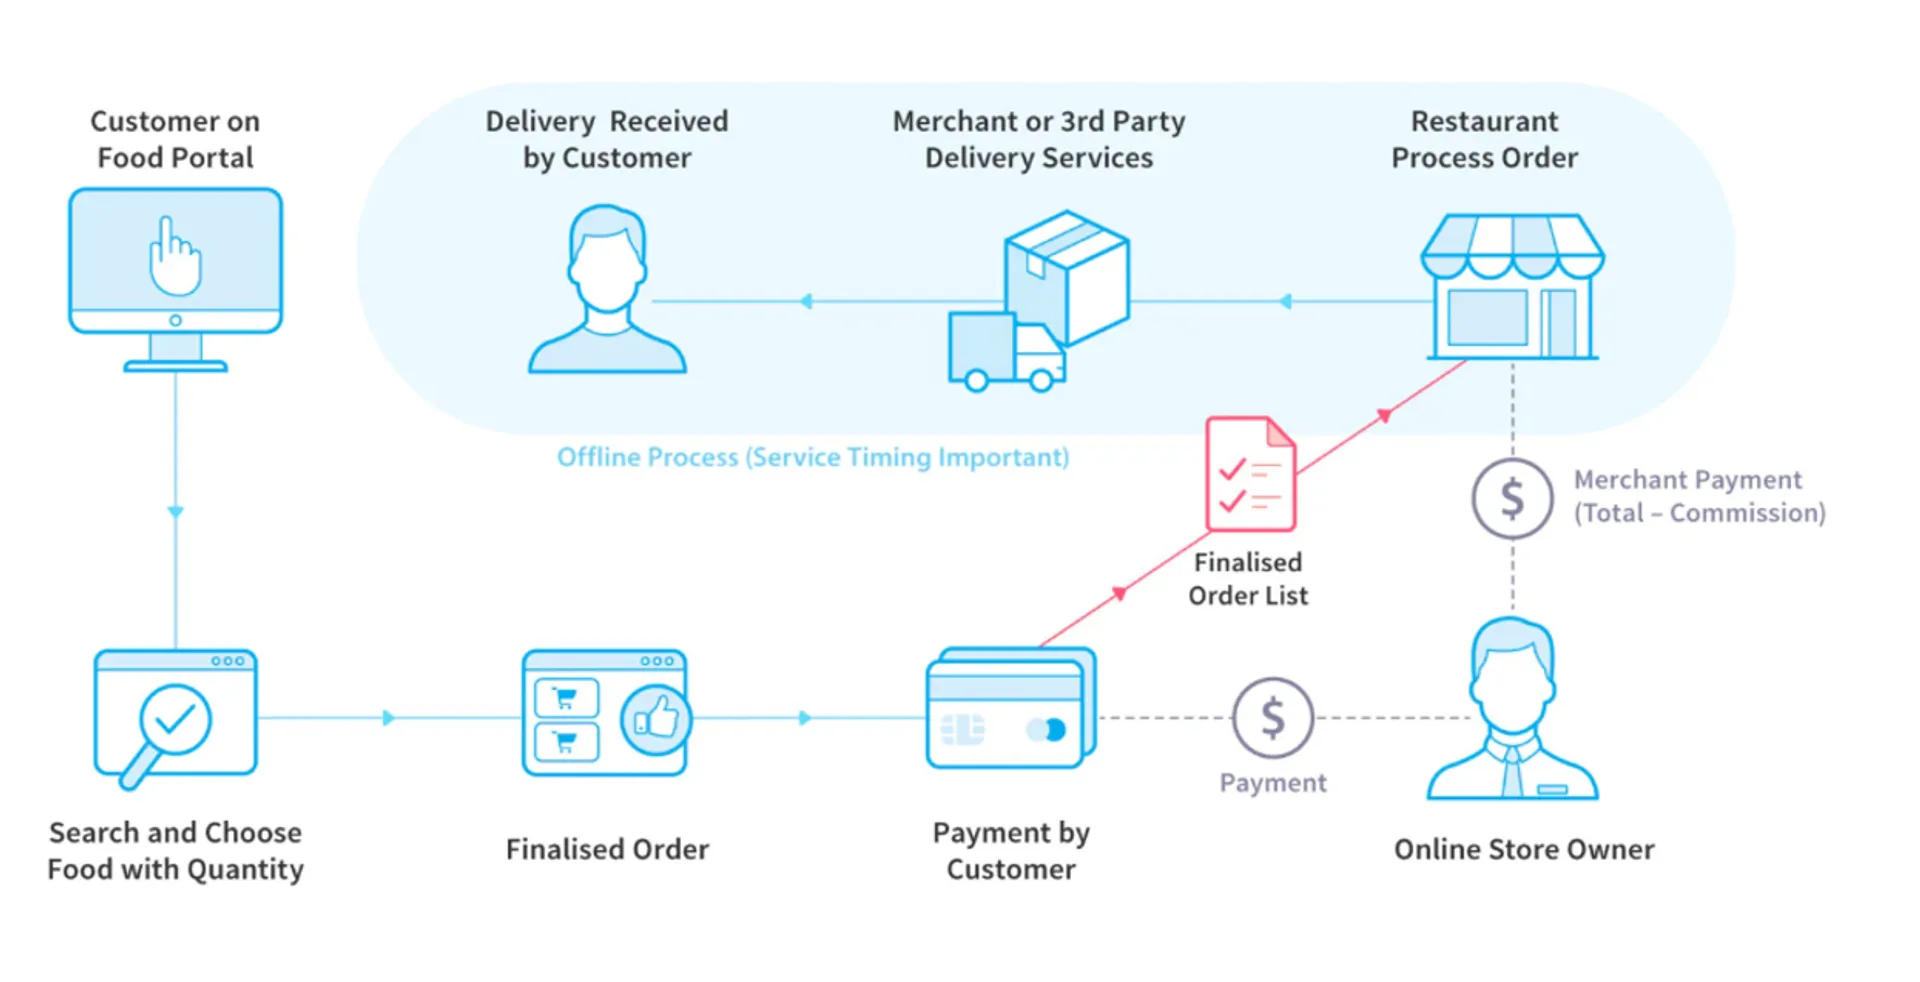 Customer on
Food Portal
Delivery Received
by Customer
Merchant or 3rd Party
Delivery Services
Restaurant
Process Order
Offline Process (Service Timing Important)
Merchant Payment
(Total – Commission)
$
Finalised
Order List
$
Payment
Search and Choose
Food with Quantity
Finalised Order
Payment by
Customer
Online Store Owner